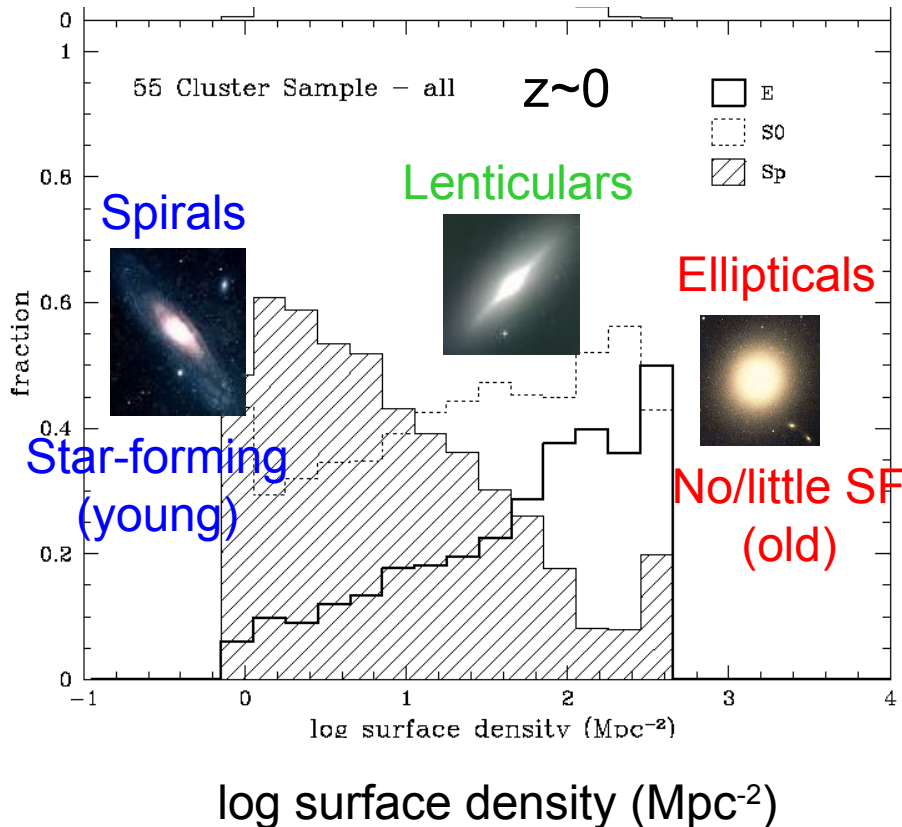 0
1
55 Cluster Sample – all
z~0
E
S0
Sp
0.8
Lenticulars
Spirals
Ellipticals
0.6
fraction
0.4
Star-forming
(young)
No/little SF
(old)
0.2
0
−1
0
1
2
3
4
log surface density (Mpc⁻²)
log surface density (Mpc⁻²)